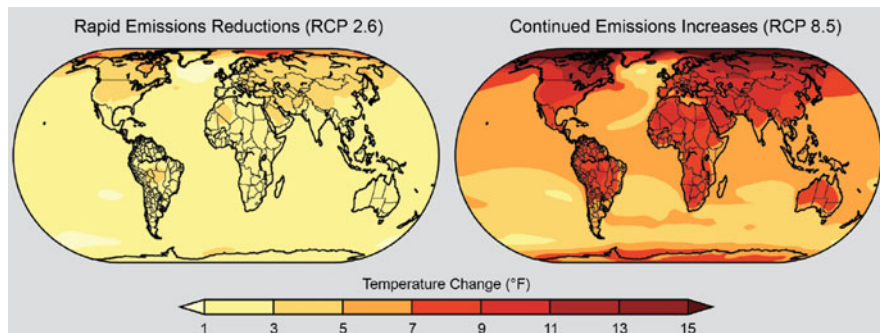 Rapid Emissions Reductions (RCP 2.6)
Continued Emissions Increases (RCP 8.5)
Temperature Change (°F)
1 3 5 7 9 11 13 15